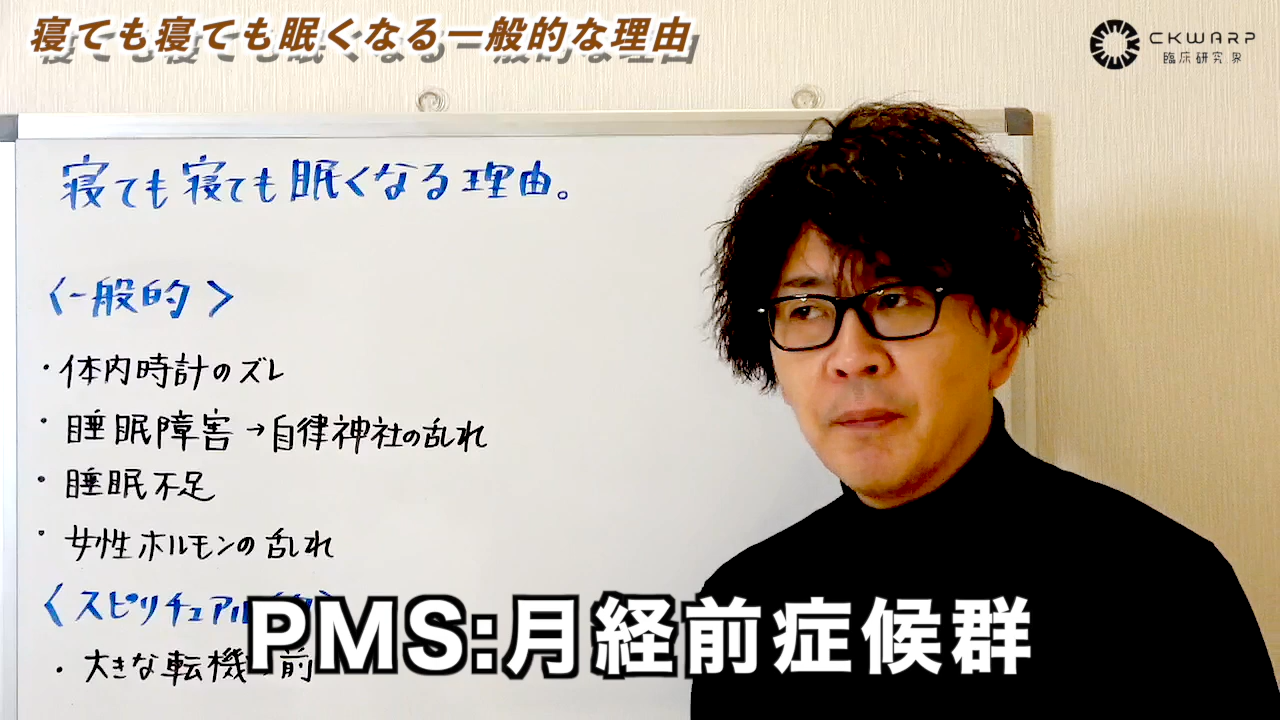 寝ても寝ても眠くなる一般的な理由
CKWARP
臨床研究界
寝ても寝ても眠くなる理由。
〈一般的〉
・体内時計のズレ
・睡眠障害→自律神社の乱れ
・睡眠不足
・女性ホルモンの乱れ
〈スピリチュアル
・大きな転機 前
PMS:月経前症候群